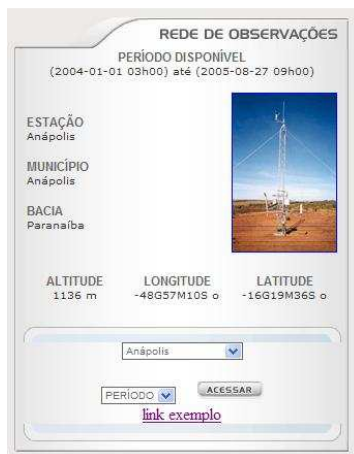 REDE DE OBSERVAÇÕES
PERÍODO DISPONÍVEL
(2004-01-01 03h00) até (2005-08-27 09h00)
ESTAÇÃO
Anápolis
MUNICÍPIO
Anápolis
BACIA
Paranaíba
ALTITUDE LONGITUDE LATITUDE
1136 m -48G57M10S o -16G19M36S o
Anápolis
PERÍODO ACESSAR
link exemplo